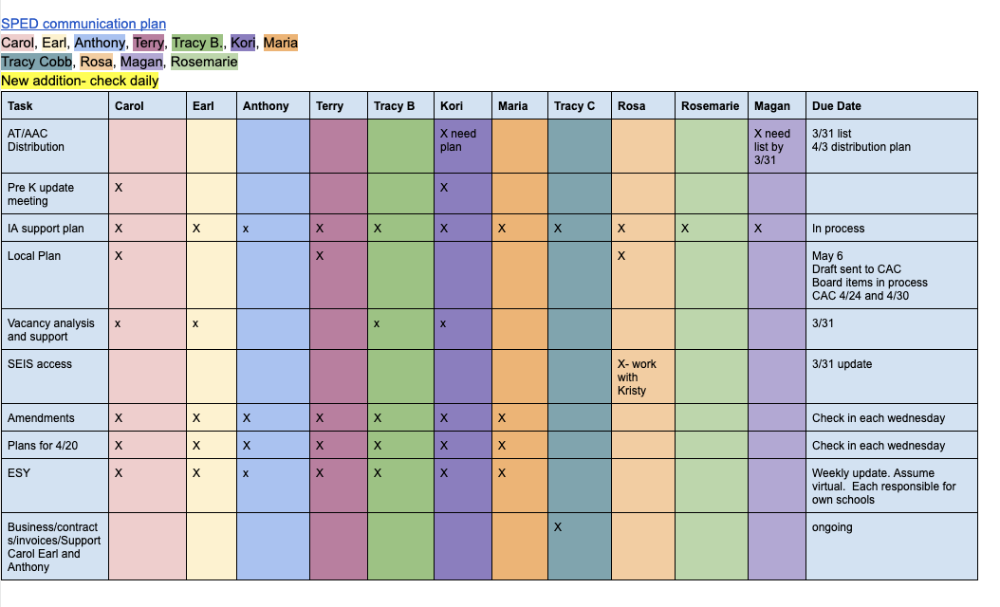 SPED communication plan
Carol, Earl, Anthony, Terry, Tracy B., Kori, Maria
Tracy Cobb, Rosa, Magan, Rosemarie
New addition- check daily
Task Carol Earl Anthony Terry Tracy B Kori Maria Tracy C Rosa Rosemarie Magan Due Date
AT/AAC
Distribution
X need
plan
X need
list by
3/31
3/31 list
4/3 distribution plan
Pre K update
meeting
X X
IA support plan X X x X X X X X X X X In process
Local Plan X X X
May 6
Draft sent to CAC
Board items in process
CAC 4/24 and 4/30
Vacancy analysis
and support
x x x x 3/31
SEIS access
X- work
with
Kristy
3/31 update
Amendments X X X X X X X Check in each wednesday
Plans for 4/20 X X X X X X X Check in each wednesday
ESY X X x X X X X
Weekly update. Assume
virtual.  Each responsible for
own schools
Business/contract
s/invoices/Support
Carol Earl and
Anthony
X ongoing